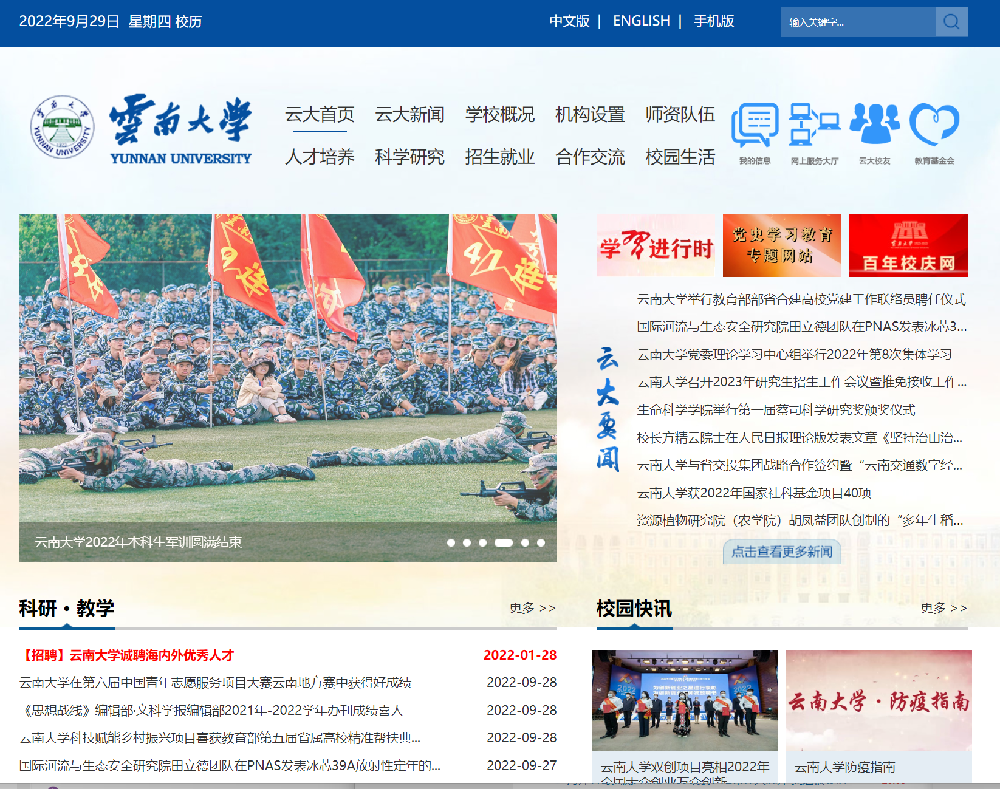 2022年9月29日 星期四 校历
中文版 | ENGLISH | 手机版
输入关键字...
雲南大学
YUNNAN UNIVERSITY
云南大学
YUNNAN UNIVERSITY
1922
云大首页 云大新闻 学校概况 机构设置 师资队伍
人才培养 科学研究 招生就业 合作交流 校园生活
我的信息 网上服务大厅 云大校友 教育基金会
9连
47连
云南大学2022年本科生军训圆满结束
学习进行时
党史学习教育
专题网站
百年校庆网
云大要闻
云南大学举行教育部部省合建高校党建工作联络员聘任仪式
国际河流与生态安全研究院田立德团队在PNAS发表冰芯3...
云南大学党委理论学习中心组举行2022年第8次集体学习
云南大学召开2023年研究生招生工作会议暨推免接收工作...
生命科学学院举行第一届蔡司科学研究奖颁奖仪式
校长方精云院士在人民日报理论版发表文章《坚持治山治...
云南大学与省交投集团战略合作签约暨“云南交通数字经...
云南大学获2022年国家社科基金项目40项
资源植物研究院（农学院）胡凤益团队创制的“多年生稻...
点击查看更多新闻
科研·教学
更多 >>
【招聘】云南大学诚聘海内外优秀人才 2022-01-28
云南大学在第六届中国青年志愿服务项目大赛云南地方赛中获得好成绩 2022-09-28
《思想战线》编辑部·文科学报编辑部2021年-2022学年办刊成绩喜人 2022-09-28
云南大学科技赋能乡村振兴项目喜获教育部第五届省属高校精准帮扶典... 2022-09-28
国际河流与生态安全研究院田立德团队在PNAS发表冰芯39A放射性定年的... 2022-09-27
校园快讯
更多 >>
2022
2022
云南大学双创项目亮相2022年
全国大众创业万众创新
云南大学·防疫指南
云南大学防疫指南